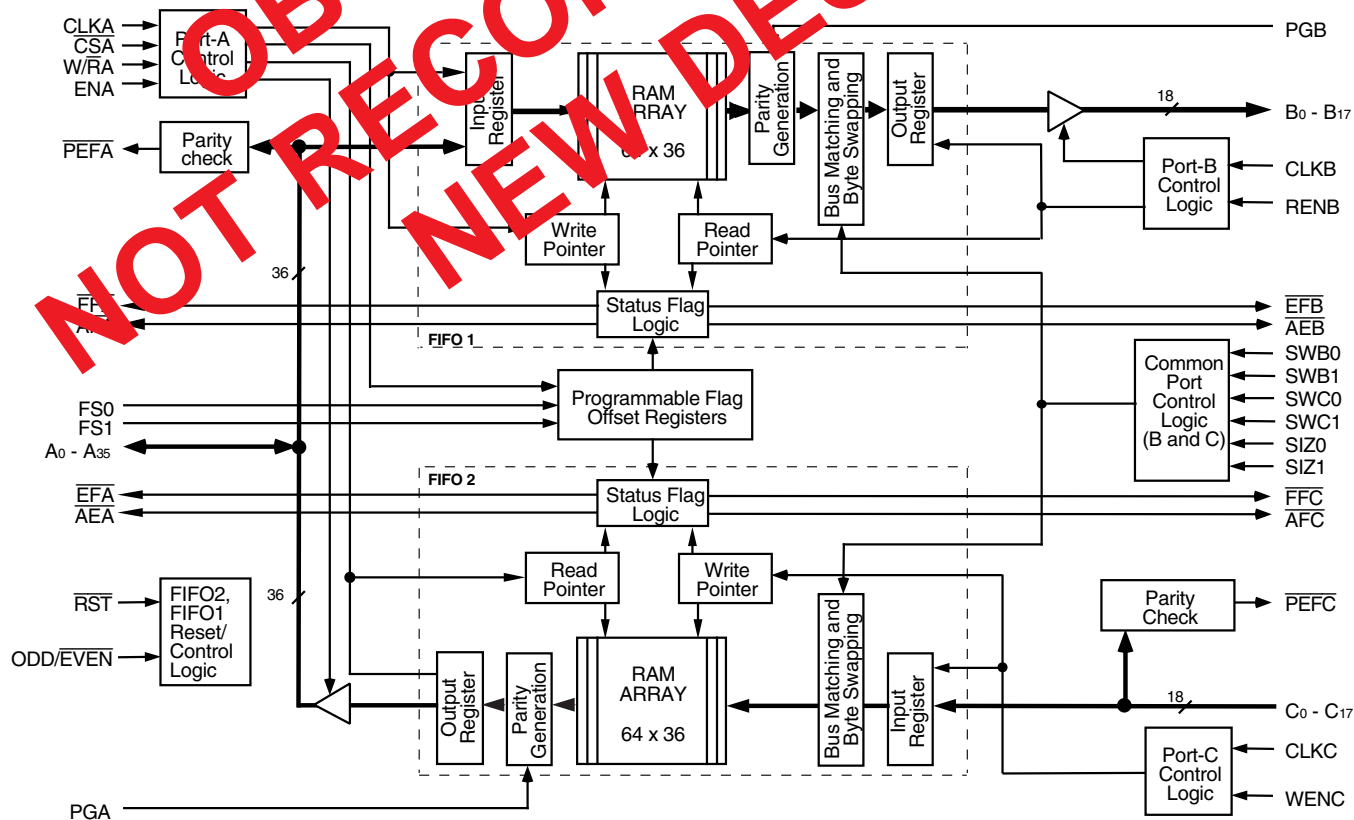 CLKA
CSA
W/RA
ENA
Port-A
Control
Logic
PEFA
Parity
check
36
Input
Register
RAM
ARRAY
x 36
Parity
Generation
Bus Matching and
Byte Swapping
Output
Register
PGB
18
B0 - B17
Port-B
Control
Logic
CLKB
RENB
Write
Pointer
Read
Pointer
Status Flag
Logic
FIFO 1
EFB
AEB
NOT
NEW
Programmable Flag
Offset Registers
FS0
FS1
A0 - A35
Common
Port
Control
Logic
(B and C)
SWB0
SWB1
SWC0
SWC1
SIZ0
SIZ1
FIFO 2
EFA
AEA
Status Flag
Logic
FFC
AFC
Read
Pointer
Write
Pointer
RST
ODD/EVEN
FIFO2,
FIFO1
Reset/
Control
Logic
36
Output
Register
Parity
Generation
RAM
ARRAY
64 x 36
Bus Matching and
Byte Swapping
Input
Register
Parity
Check
PEFC
18
C0 - C17
Port-C
Control
Logic
CLKC
WENC
PGA